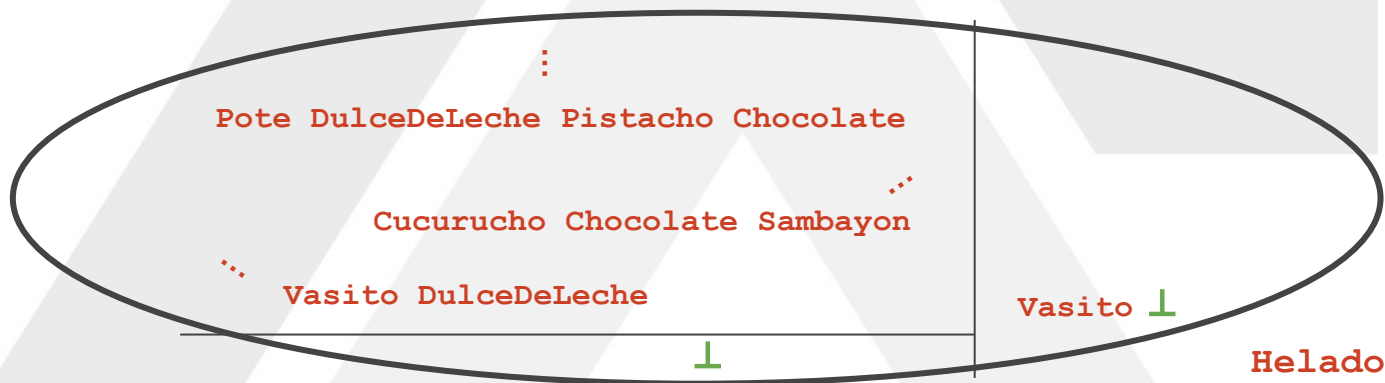 ⋮
Pote DulceDeLeche Pistacho Chocolate
⋰
Cucurucho Chocolate Sambayon
⋱
Vasito DulceDeLeche
Vasito ⊥
⊥
Helado